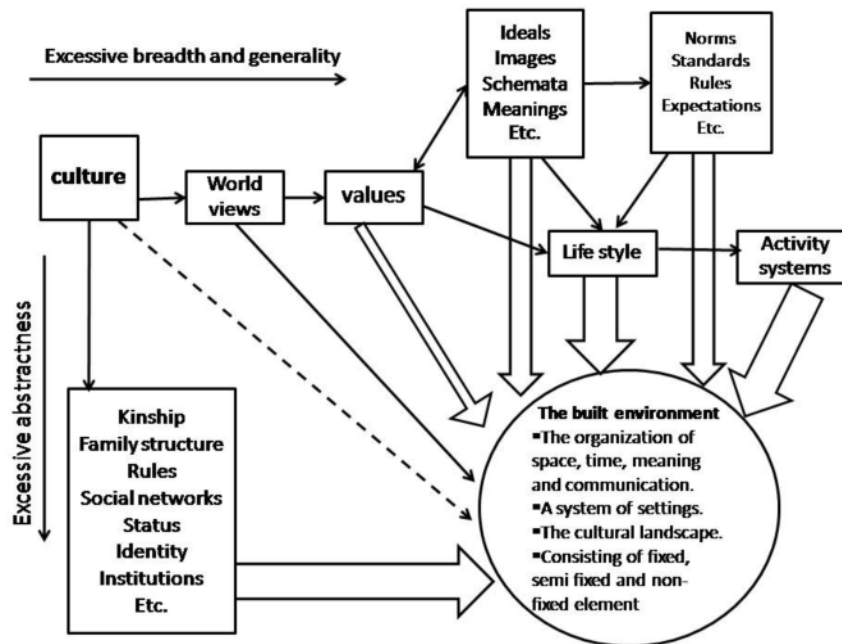 Excessive breadth and generality
Ideals
Images
Schemata
Meanings
Etc.
Norms
Standards
Rules
Expectations
Etc.
culture
World
views
values
Life style
Activity
systems
Excessive abstractness
Kinship
Family structure
Rules
Social networks
Status
Identity
Institutions
Etc.
The built environment
▪The organization of
space, time, meaning
and communication.
▪A system of settings.
▪The cultural landscape.
▪Consisting of fixed,
semi fixed and non-
fixed element